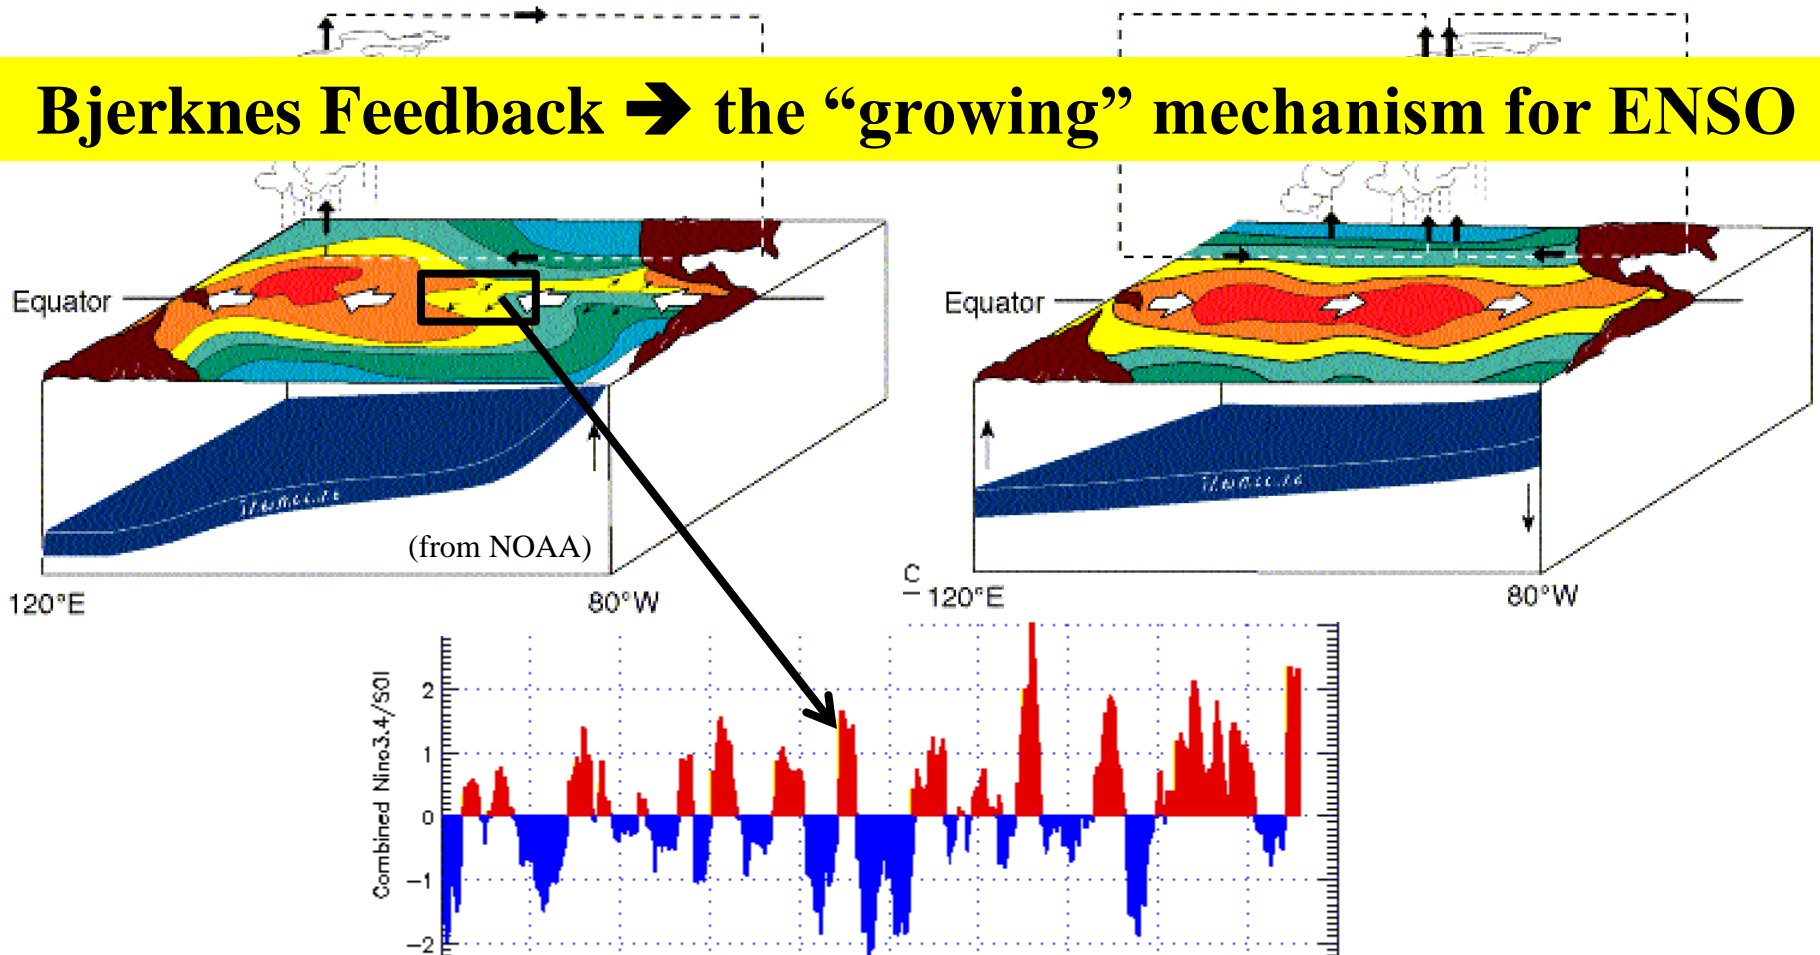 Bjerknes Feedback ➔ the “growing” mechanism for ENSO
Equator
Equator
(from NOAA)
120°E
80°W
C
120°E
80°W
Combined Nino3.4/SOI
2
1
0
−1
−2